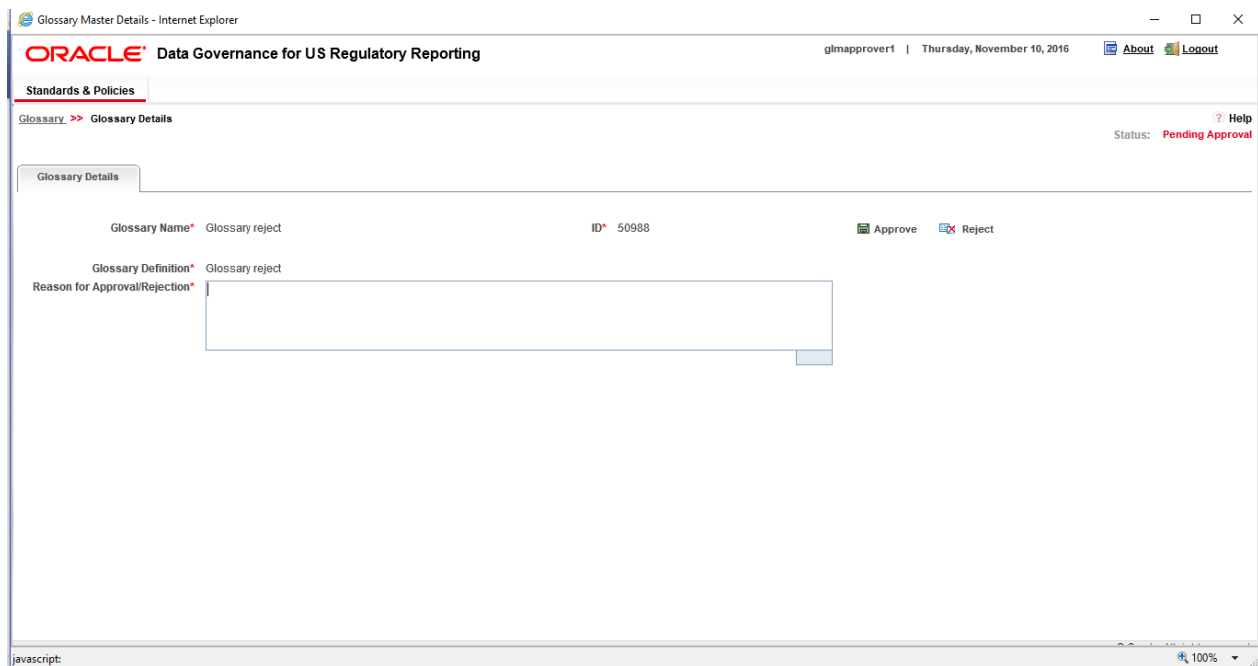 Glossary Master Details - Internet Explorer
ORACLE® Data Governance for US Regulatory Reporting
glmapprover1 | Thursday, November 10, 2016 About Logout
Standards & Policies
Glossary >> Glossary Details
? Help
Status: Pending Approval
Glossary Details
Glossary Name* Glossary reject ID* 50988 Approve Reject
Glossary Definition* Glossary reject
Reason for Approval/Rejection*
javascript: 100%